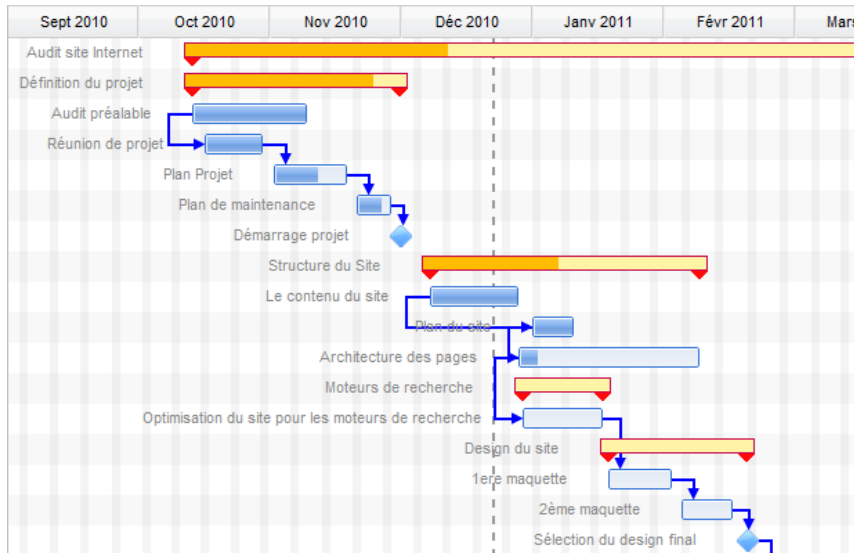 Sept 2010 Oct 2010 Nov 2010 Déc 2010 Janv 2011 Févr 2011 Mars
Audit site Internet
Définition du projet
Audit préalable
Réunion de projet
Plan Projet
Plan de maintenance
Démarrage projet
Structure du Site
Le contenu du site
Plan du site
Architecture des pages
Moteurs de recherche
Optimisation du site pour les moteurs de recherche
Design du site
1ere maquette
2ème maquette
Sélection du design final